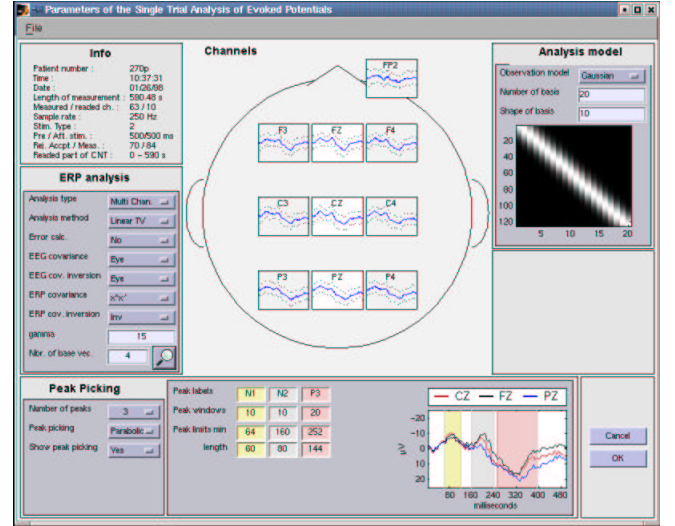 Parameters of the Single Trial Analysis of Evoked Potentials
File
Info
Patient number : 270p
Time : 10:37:31
Date : 01/26/98
Length of measurement : 590.48 s
Measured / readed ch. : 63 / 10
Sample rate : 250 Hz
Stim. Type : 2
Pre / Aft. stim. : 500/500 ms
Rel. Accpt / Meas. : 70 / 84
Readed part of CNT : 0 - 590 s
ERP analysis
Analysis type Multi Chan.
Analysis method Linear TV
Error calc. No
EEG covariance Eye
EEG cov. inversion Eye
ERP covariance x*x'
ERP cov. inversion Inv
gamma 15
Nbr. of base vec. 4
Channels
FP2
F3 FZ F4
C3 CZ C4
P3 PZ P4
Analysis model
Observation model Gaussian
Number of basis 20
Shape of basis 10
20
40
60
80
100
120
5 10 15 20
Peak Picking
Number of peaks 3
Peak picking Parabolic
Show peak picking Yes
Peak labels N1 N2 P3
Peak windows 10 10 20
Peak limits min 64 160 252
length 60 80 144
CZ FZ PZ
-20
-10
0
10
20
µV
80 160 240 320 400 480
milliseconds
Cancel
OK